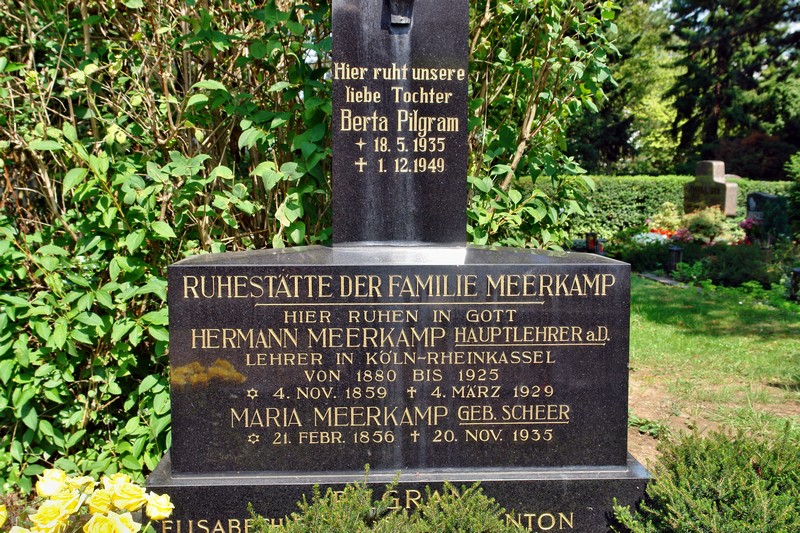 Hier ruht unsere
liebe Tochter
Berta Pilgram
✶ 18.5.1935
✝ 1.12.1949
RUHESTÄTTE DER FAMILIE MEERKAMP
HIER RUHEN IN GOTT
HERMANN MEERKAMP HAUPTLEHRER a.D.
LEHRER IN KÖLN-RHEINKASSEL
VON 1880 BIS 1925
✡ 4. NOV. 1859 ✝ 4. MÄRZ 1929
MARIA MEERKAMP GEB. SCHEER
✡ 21. FEBR. 1856 ✝ 20. NOV. 1935